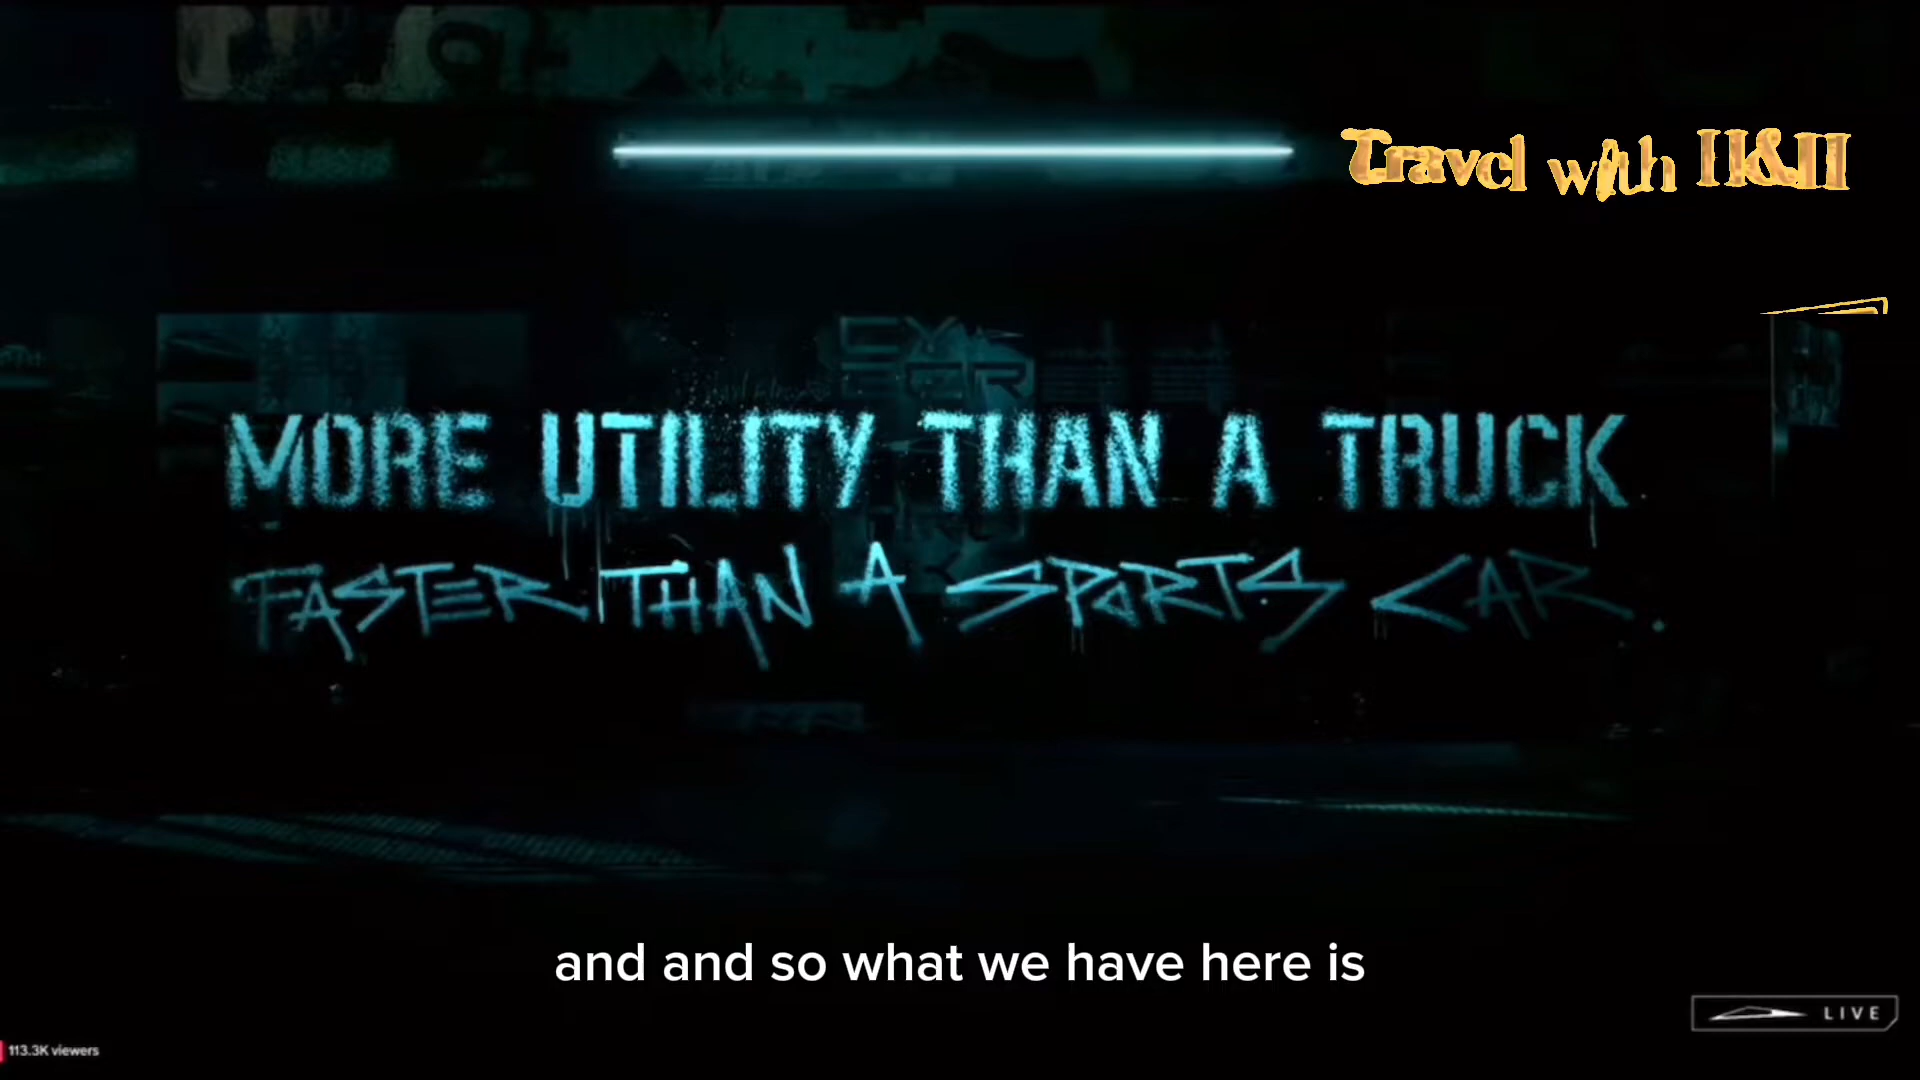 Travel with H&H
MORE UTILITY THAN A TRUCK
FASTER THAN A SPORTS CAR.
and and so what we have here is
LIVE
113.3K viewers